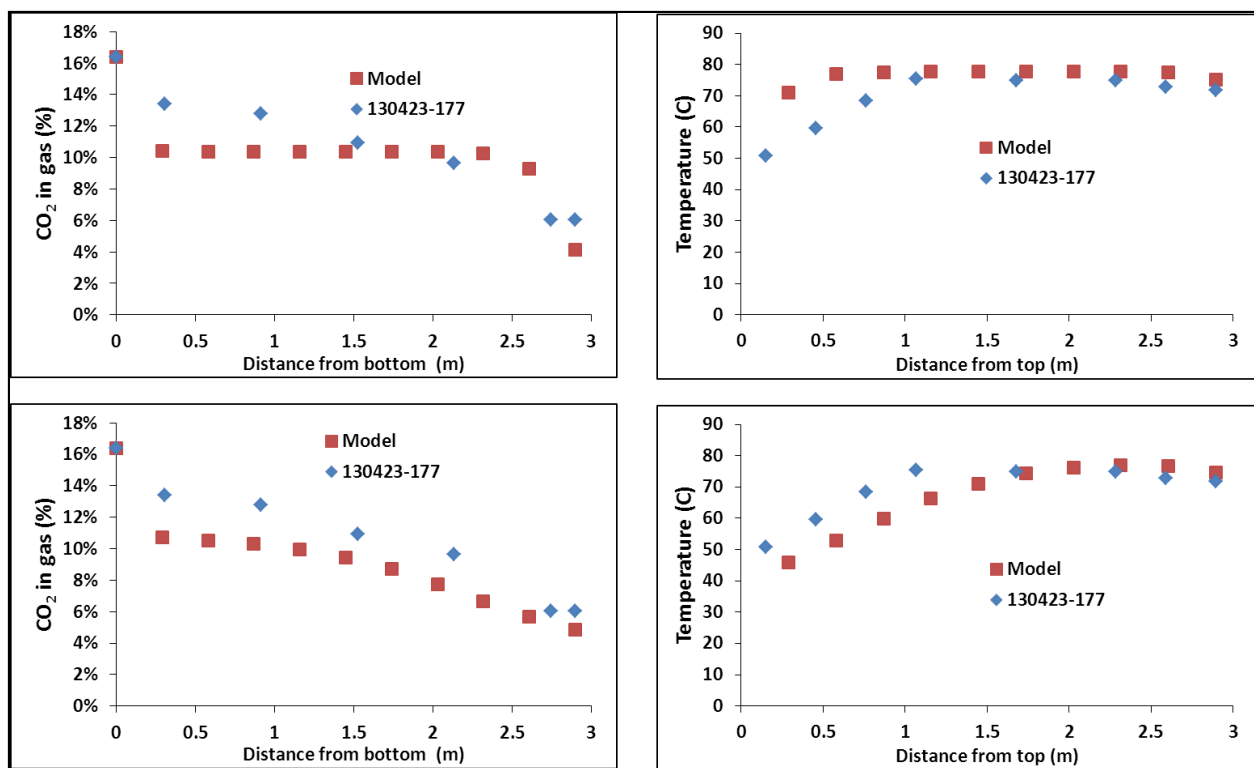 18%
16%
14%
12%
10%
8%
6%
4%
2%
0%
CO₂ in gas (%)
Model
130423-177
0 0.5 1 1.5 2 2.5 3
Distance from bottom (m)
90
80
70
60
50
40
30
20
10
0
Temperature (C)
Model
130423-177
0 0.5 1 1.5 2 2.5 3
Distance from top (m)
18%
16%
14%
12%
10%
8%
6%
4%
2%
0%
CO₂ in gas (%)
Model
130423-177
0 0.5 1 1.5 2 2.5 3
Distance from bottom (m)
90
80
70
60
50
40
30
20
10
0
Temperature (C)
Model
130423-177
0 0.5 1 1.5 2 2.5 3
Distance from top (m)